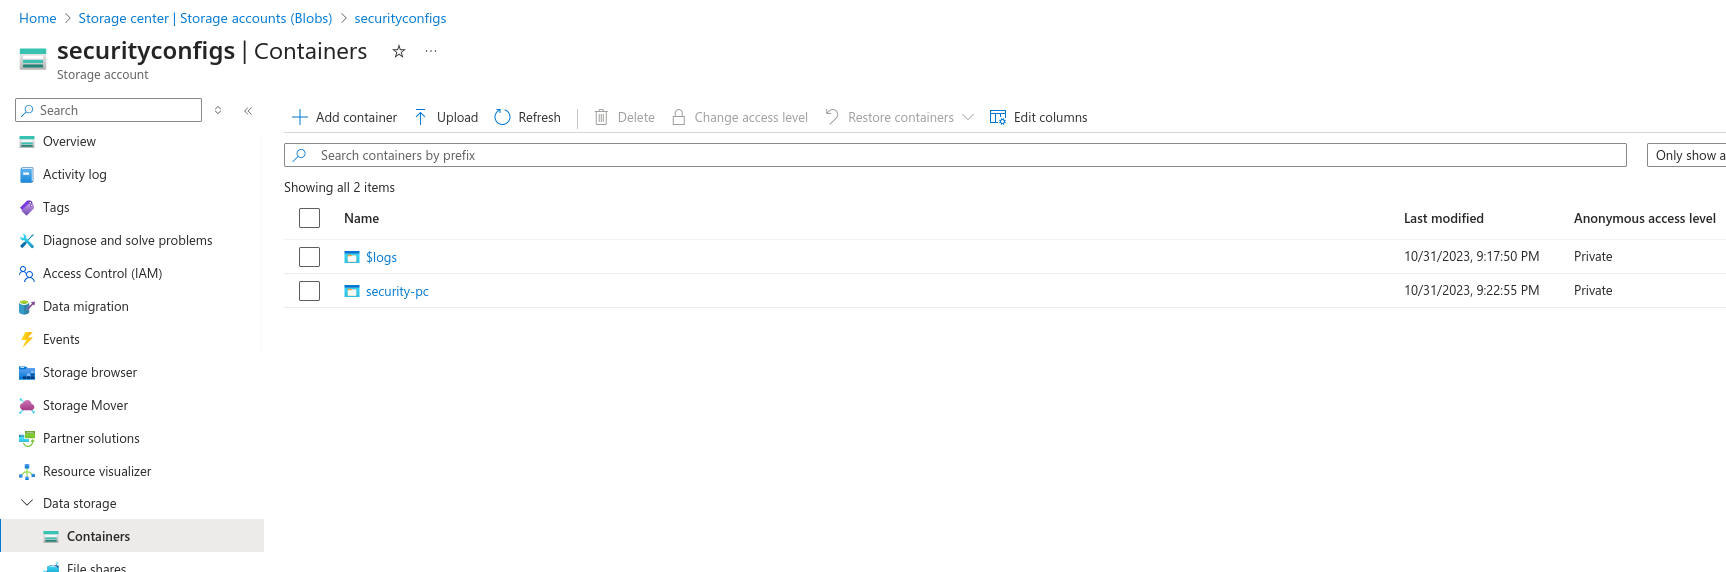 Home > Storage center | Storage accounts (Blobs) > securityconfigs
securityconfigs | Containers
Storage account
Search
Overview
Activity log
Tags
Diagnose and solve problems
Access Control (IAM)
Data migration
Events
Storage browser
Storage Mover
Partner solutions
Resource visualizer
Data storage
Containers
File shares
Add container Upload Refresh Delete Change access level Restore containers Edit columns
Search containers by prefix
Only show a
Showing all 2 items
Name Last modified Anonymous access level
$logs 10/31/2023, 9:17:50 PM Private
security-pc 10/31/2023, 9:22:55 PM Private